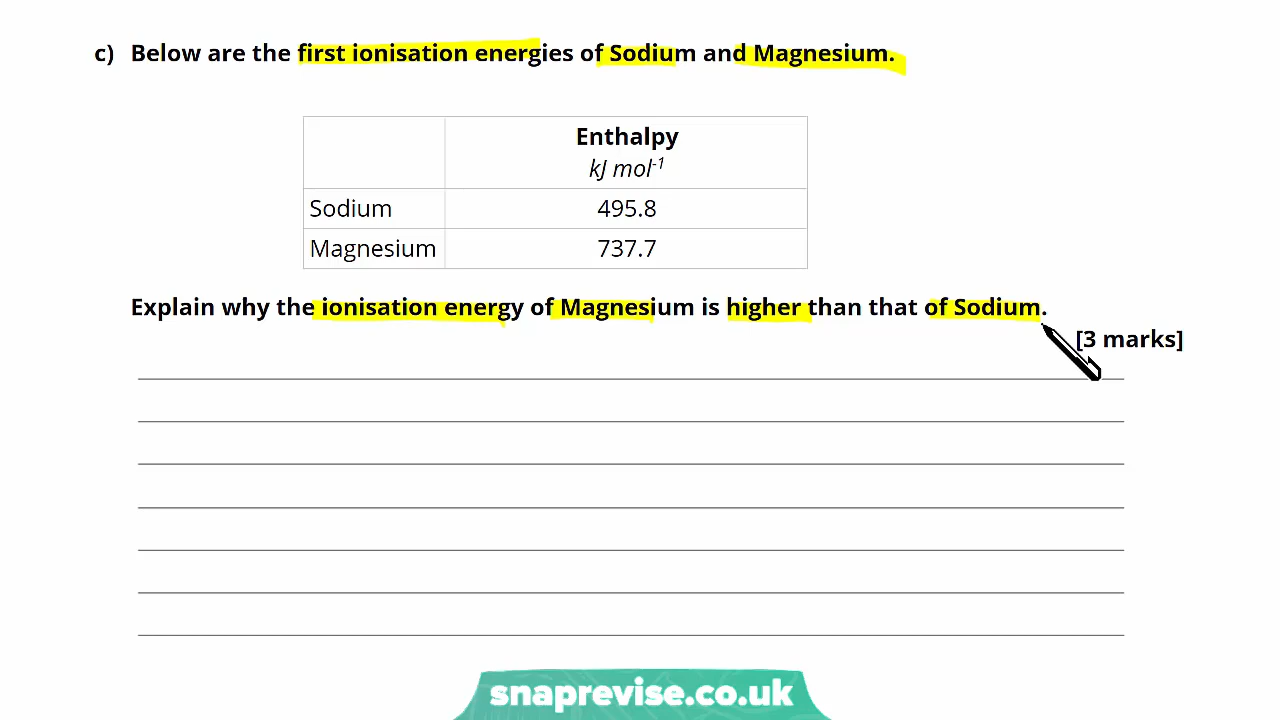 c) Below are the first ionisation energies of Sodium and Magnesium.
Enthalpy
kJ mol⁻¹
Sodium 495.8
Magnesium 737.7
Explain why the ionisation energy of Magnesium is higher than that of Sodium.
[3 marks]
snaprevise.co.uk